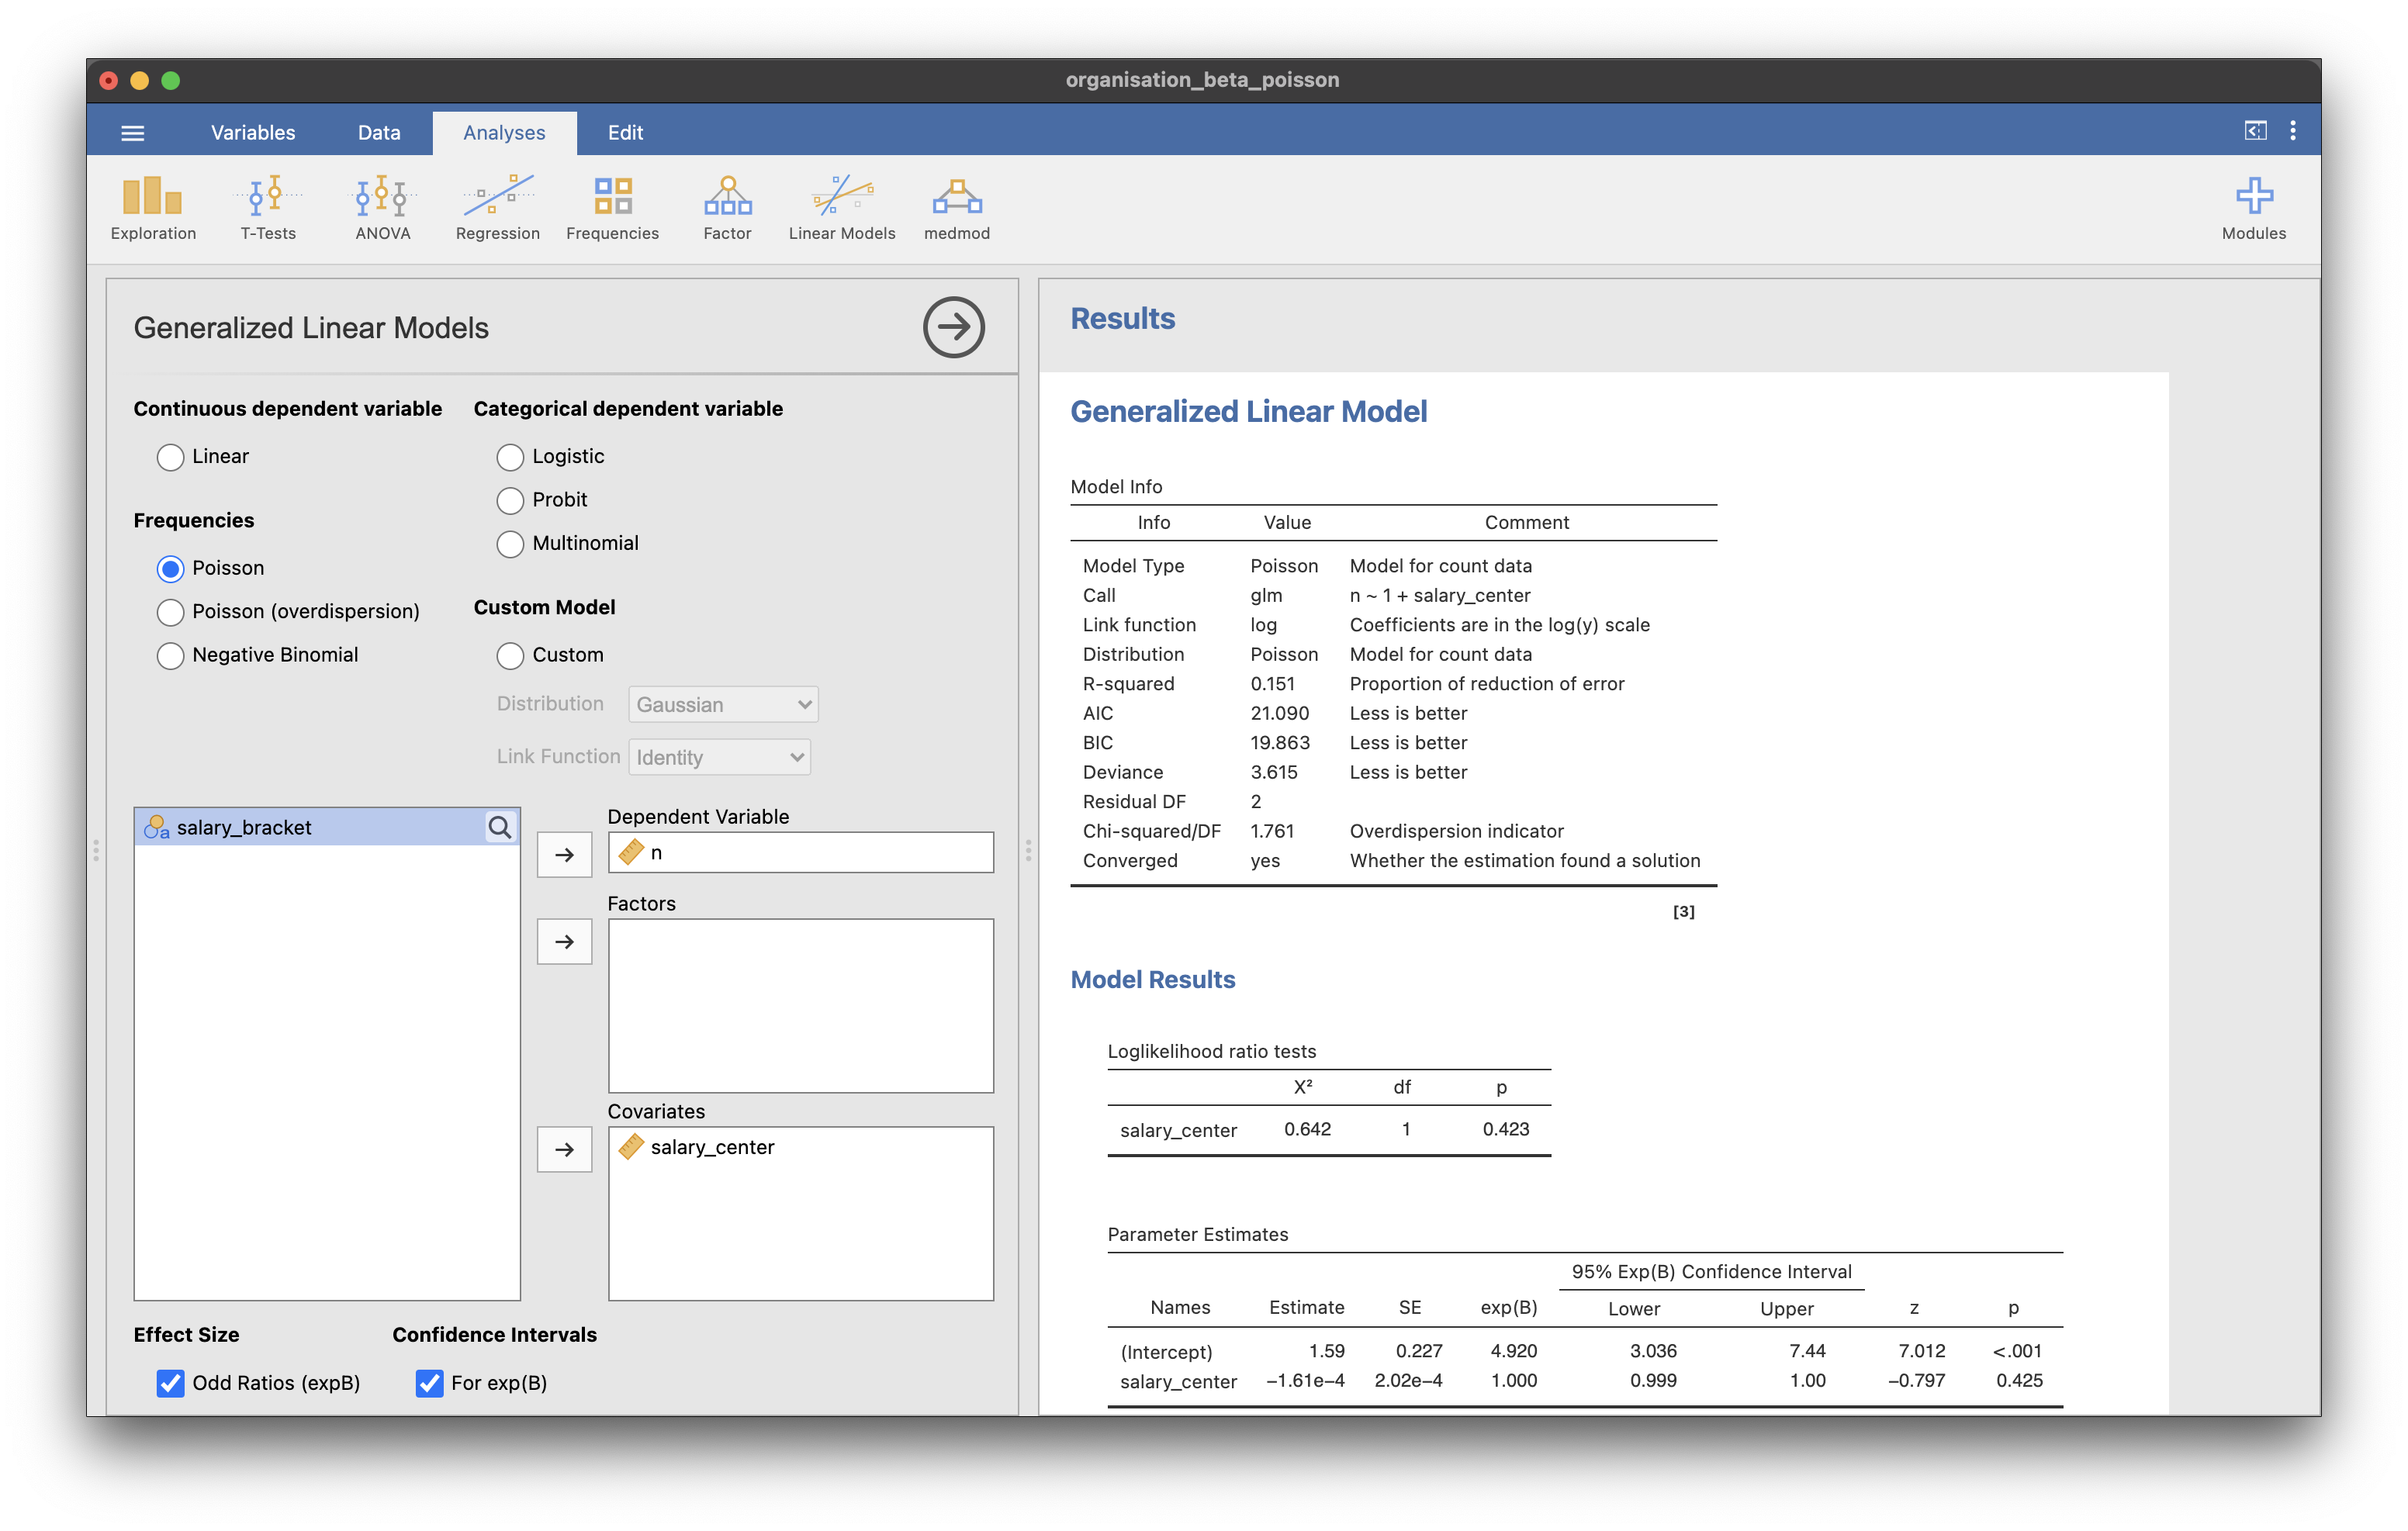 organisation_beta_poisson
Variables Data Analyses Edit
Exploration T-Tests ANOVA Regression Frequencies Factor Linear Models medmod Modules
Generalized Linear Models
Continuous dependent variable
Linear
Frequencies
Poisson
Poisson (overdispersion)
Negative Binomial
Categorical dependent variable
Logistic
Probit
Multinomial
Custom Model
Custom
Distribution Gaussian
Link Function Identity
a salary_bracket
Dependent Variable
n
Factors
Covariates
salary_center
Effect Size
Odd Ratios (expB)
Confidence Intervals
For exp(B)
Results
Generalized Linear Model
Model Info
Info Value Comment
Model Type Poisson Model for count data
Call glm n ~ 1 + salary_center
Link function log Coefficients are in the log(y) scale
Distribution Poisson Model for count data
R-squared 0.151 Proportion of reduction of error
AIC 21.090 Less is better
BIC 19.863 Less is better
Deviance 3.615 Less is better
Residual DF 2
Chi-squared/DF 1.761 Overdispersion indicator
Converged yes Whether the estimation found a solution
[3]
Model Results
Loglikelihood ratio tests
X² df p
salary_center 0.642 1 0.423
Parameter Estimates
95% Exp(B) Confidence Interval
Names Estimate SE exp(B) Lower Upper z p
(Intercept) 1.59 0.227 4.920 3.036 7.44 7.012 <.001
salary_center −1.61e−4 2.02e−4 1.000 0.999 1.00 −0.797 0.425